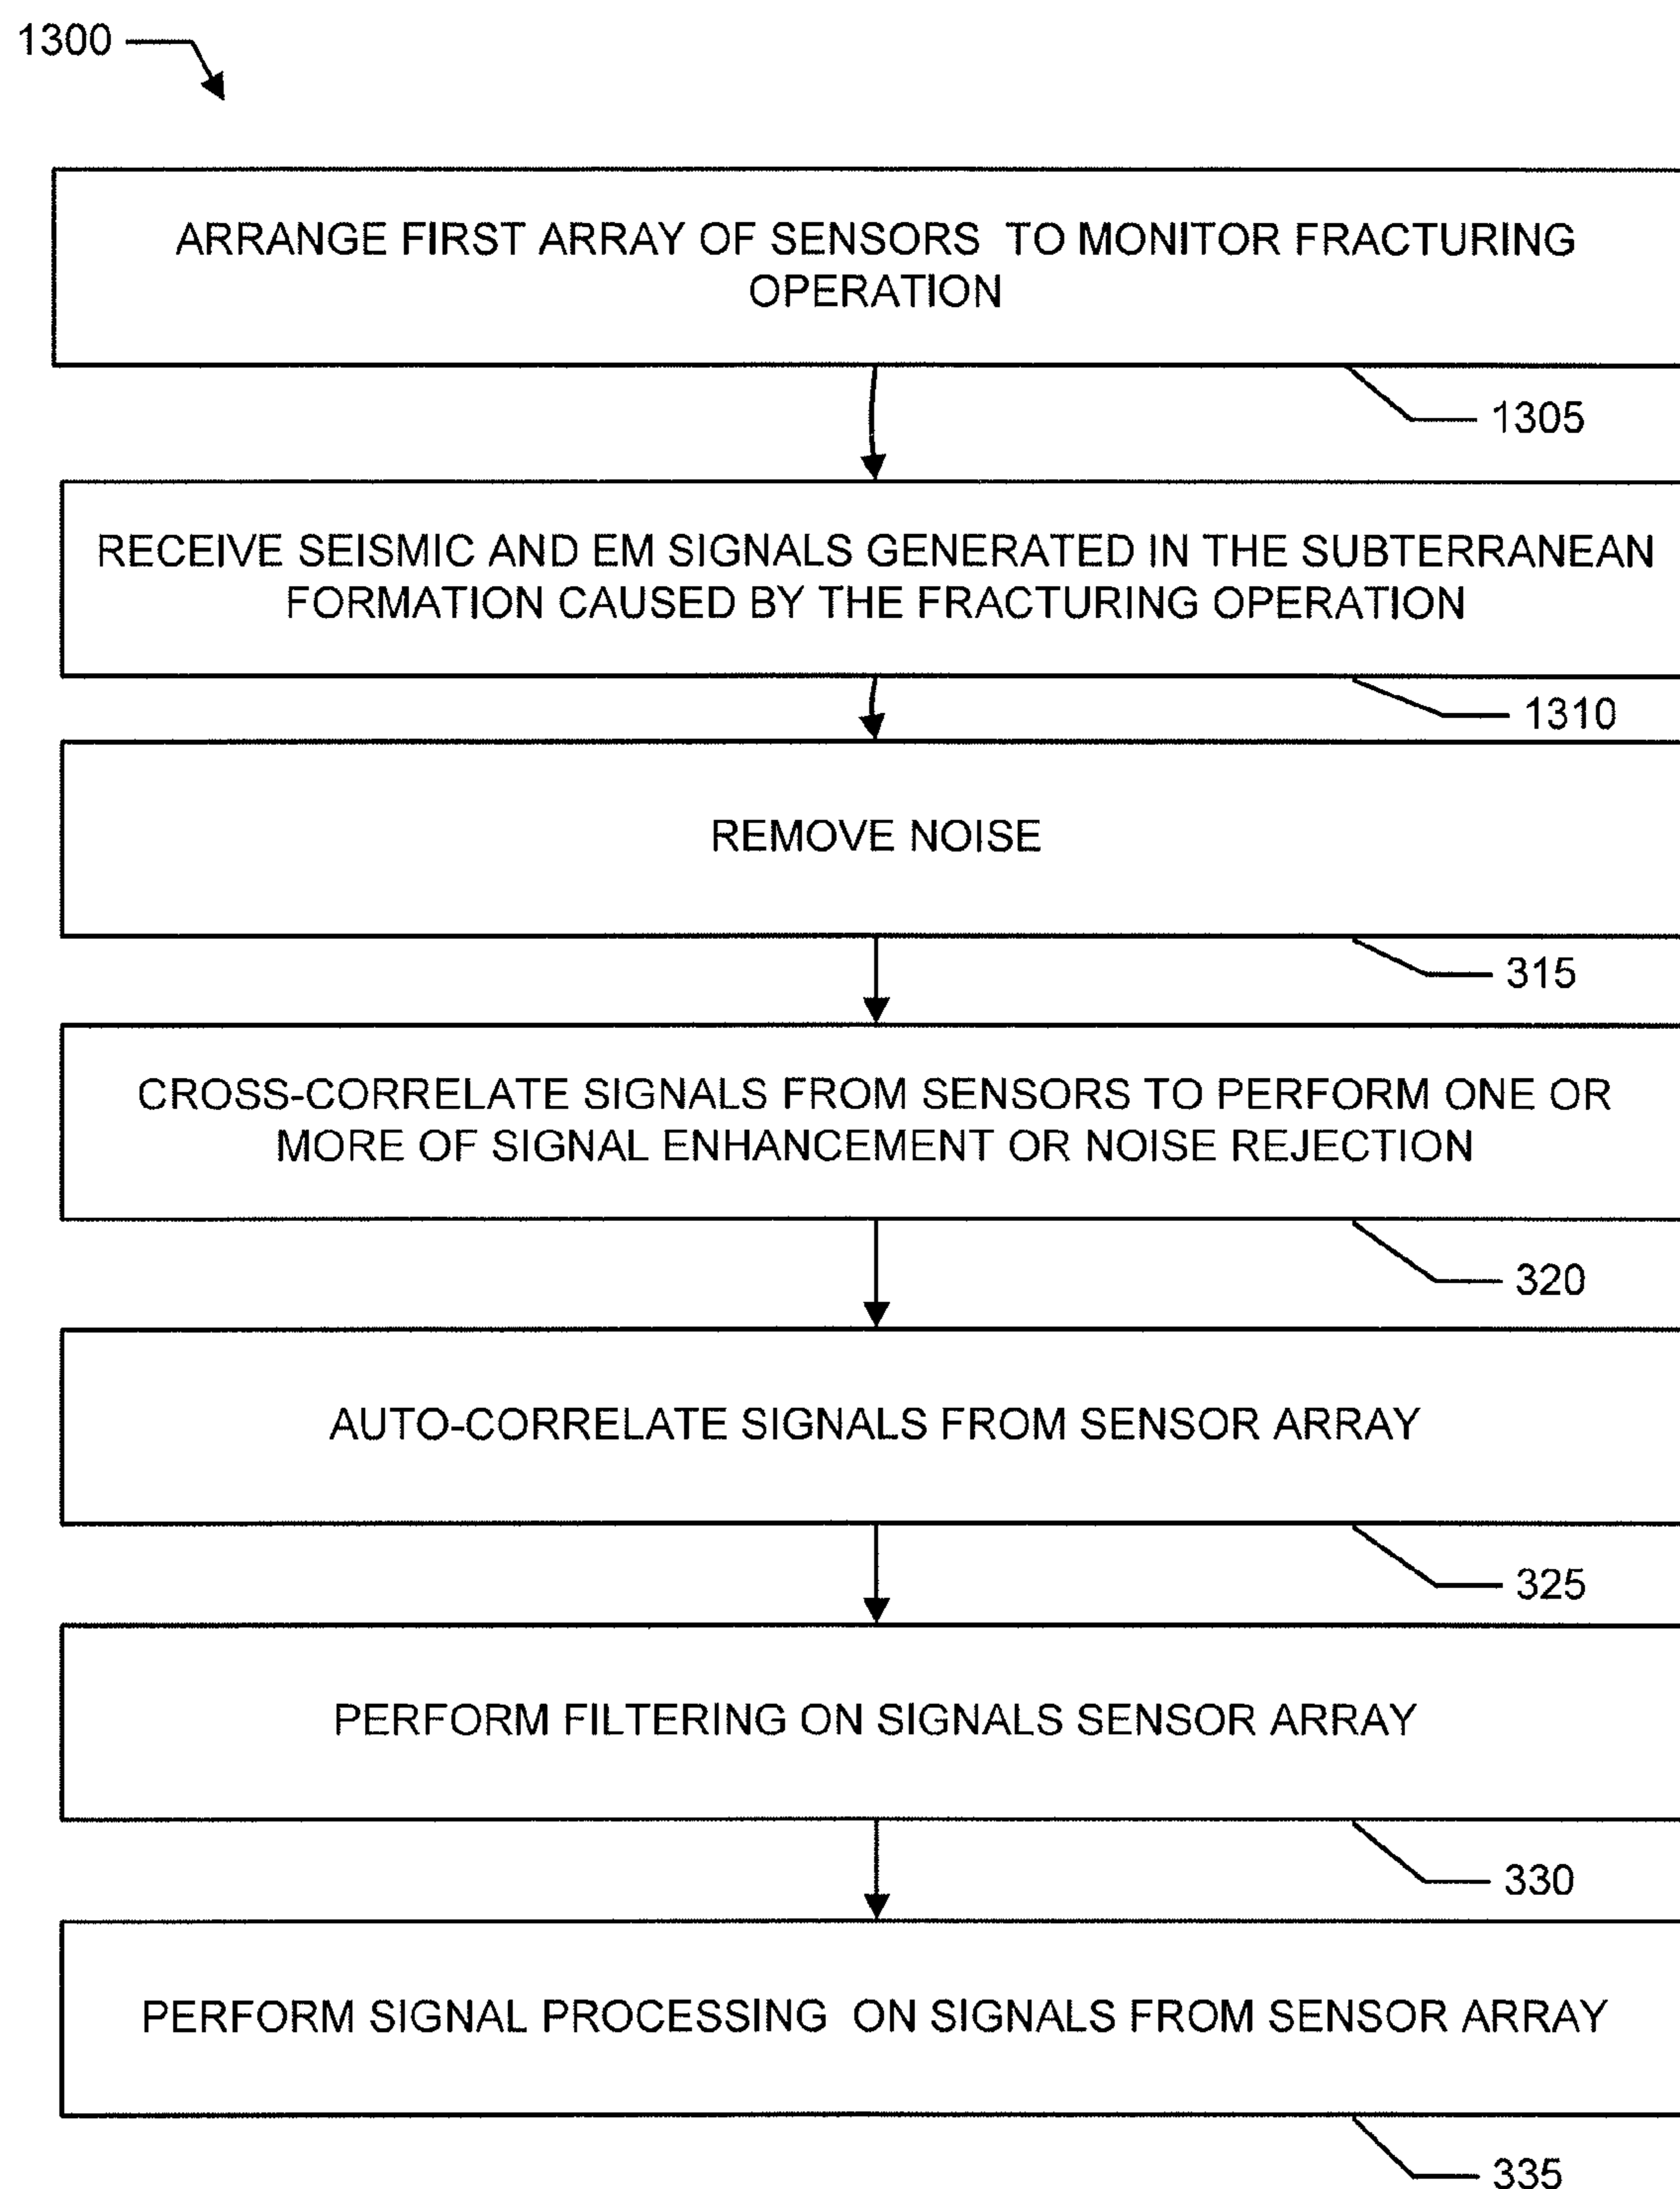 1300
ARRANGE FIRST ARRAY OF SENSORS TO MONITOR FRACTURING
OPERATION
1305
RECEIVE SEISMIC AND EM SIGNALS GENERATED IN THE SUBTERRANEAN
FORMATION CAUSED BY THE FRACTURING OPERATION
1310
REMOVE NOISE
315
CROSS-CORRELATE SIGNALS FROM SENSORS TO PERFORM ONE OR
MORE OF SIGNAL ENHANCEMENT OR NOISE REJECTION
320
AUTO-CORRELATE SIGNALS FROM SENSOR ARRAY
325
PERFORM FILTERING ON SIGNALS SENSOR ARRAY
330
PERFORM SIGNAL PROCESSING ON SIGNALS FROM SENSOR ARRAY
335